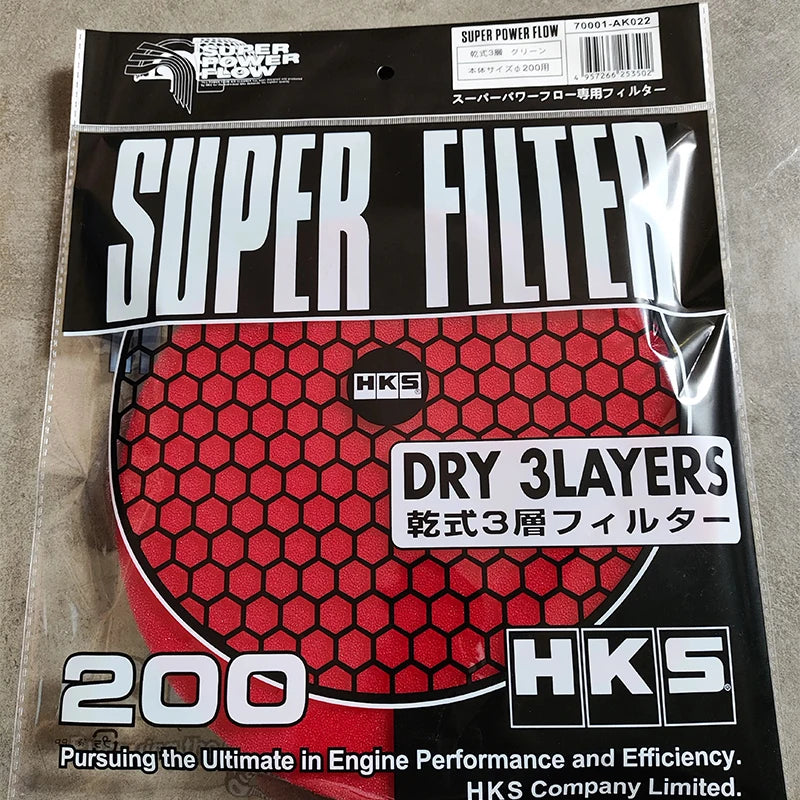 SUPER
POWER
FLOW
SUPER POWER FLOW
70001-AK022
乾式3層 グリーン
本体サイズφ200用
4 957266 253502
スーパーパワーフロー専用フィルター
SUPER FILTER
HKS
DRY 3LAYERS
乾式3層フィルター
200
HKS®
Pursuing the Ultimate in Engine Performance and Efficiency.
HKS Company Limited.